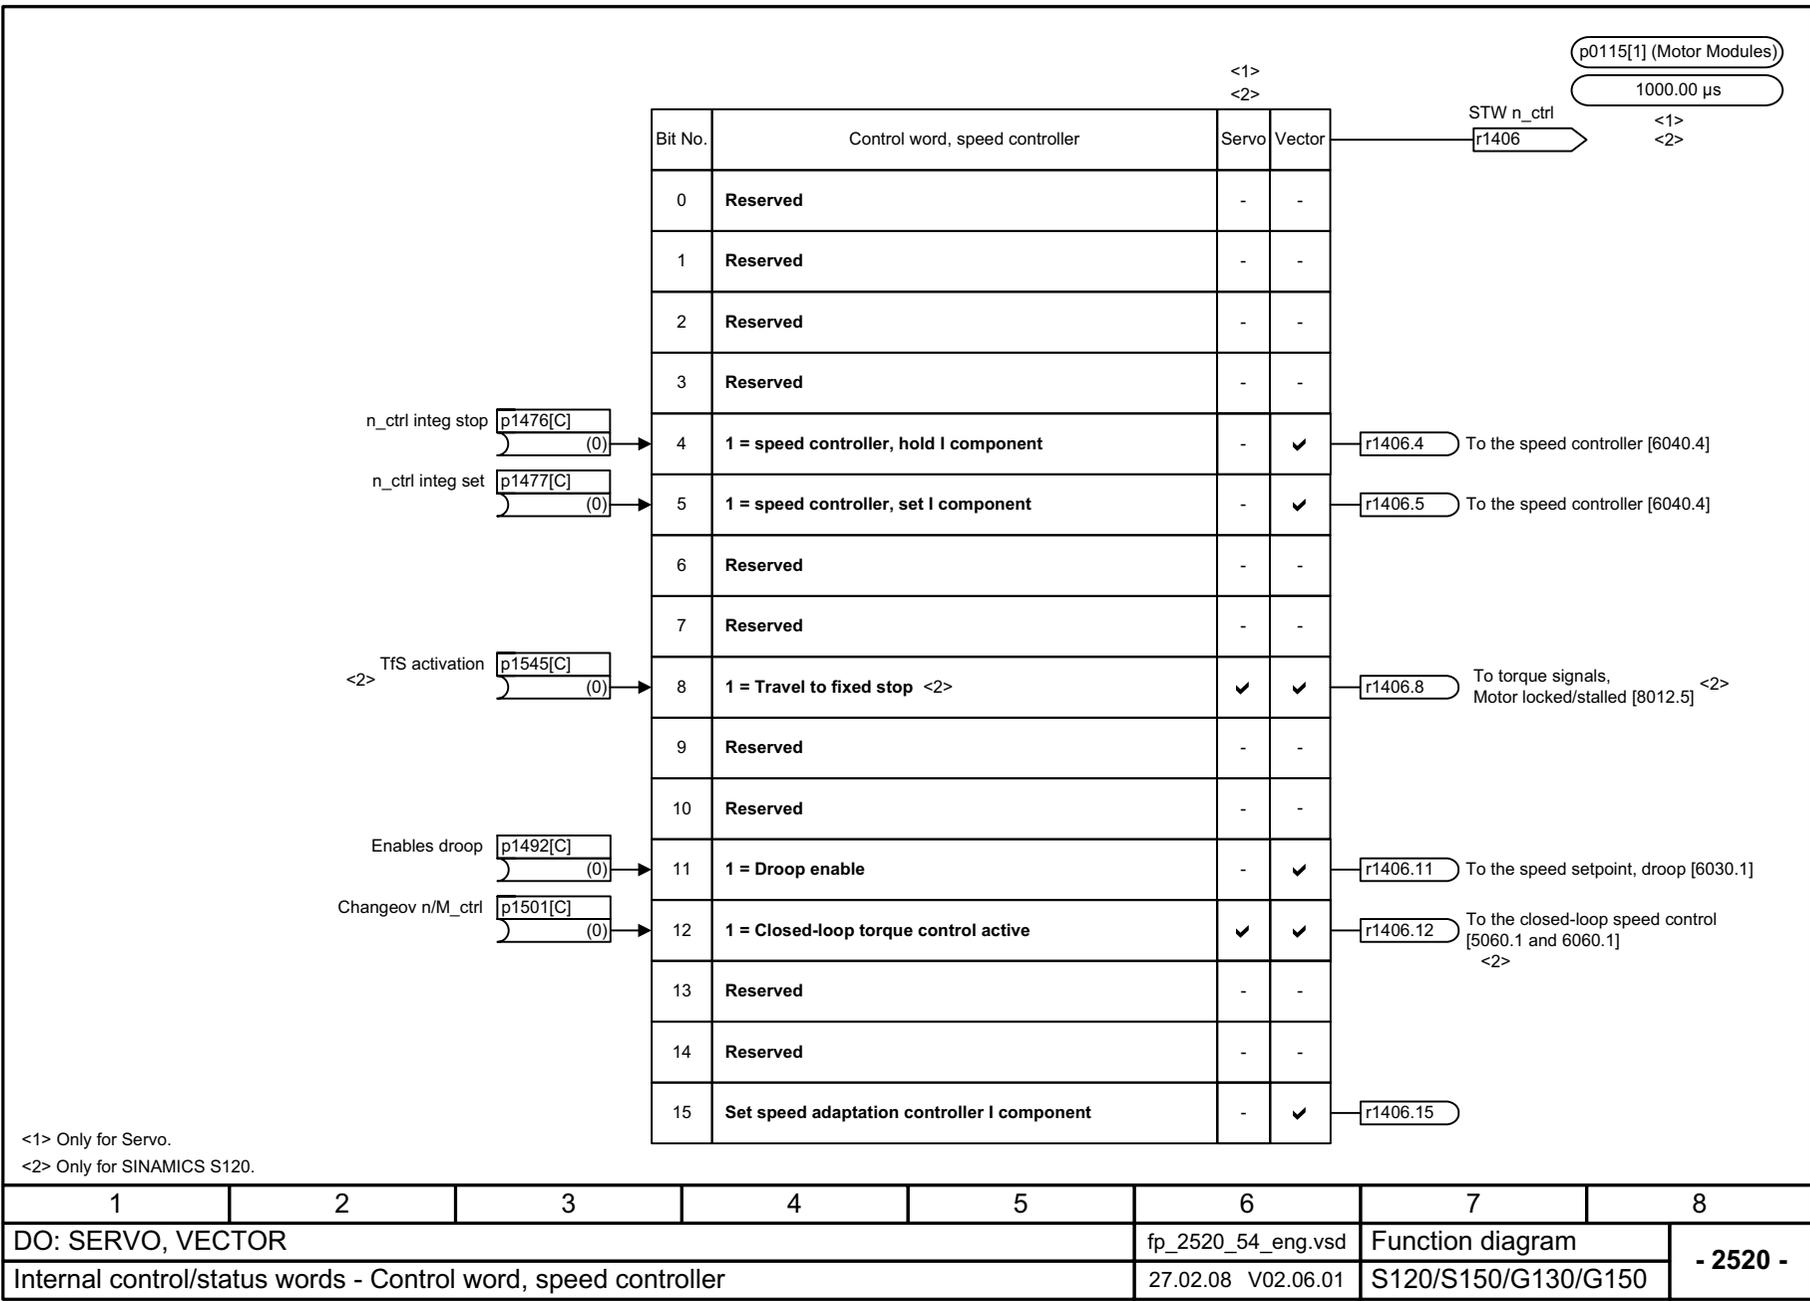 p0115[1] (Motor Modules)
1000.00 µs
<1>
<2>
<1>
<2>
STW n_ctrl
r1406
Bit No. Control word, speed controller Servo Vector
0 Reserved - -
1 Reserved - -
2 Reserved - -
3 Reserved - -
n_ctrl integ stop p1476[C]
(0) 4 1 = speed controller, hold I component - ✔ r1406.4 To the speed controller [6040.4]
n_ctrl integ set p1477[C]
(0) 5 1 = speed controller, set I component - ✔ r1406.5 To the speed controller [6040.4]
6 Reserved - -
7 Reserved - -
TfS activation p1545[C]
<2> (0) 8 1 = Travel to fixed stop <2> ✔ ✔ r1406.8 To torque signals,
Motor locked/stalled [8012.5] <2>
9 Reserved - -
10 Reserved - -
Enables droop p1492[C]
(0) 11 1 = Droop enable - ✔ r1406.11 To the speed setpoint, droop [6030.1]
Changeov n/M_ctrl p1501[C]
(0) 12 1 = Closed-loop torque control active ✔ ✔ r1406.12 To the closed-loop speed control
[5060.1 and 6060.1]
<2>
13 Reserved - -
14 Reserved - -
15 Set speed adaptation controller I component - ✔ r1406.15
<1> Only for Servo.
<2> Only for SINAMICS S120.
1 2 3 4 5 6 7 8
DO: SERVO, VECTOR fp_2520_54_eng.vsd Function diagram - 2520 -
Internal control/status words - Control word, speed controller 27.02.08 V02.06.01 S120/S150/G130/G150